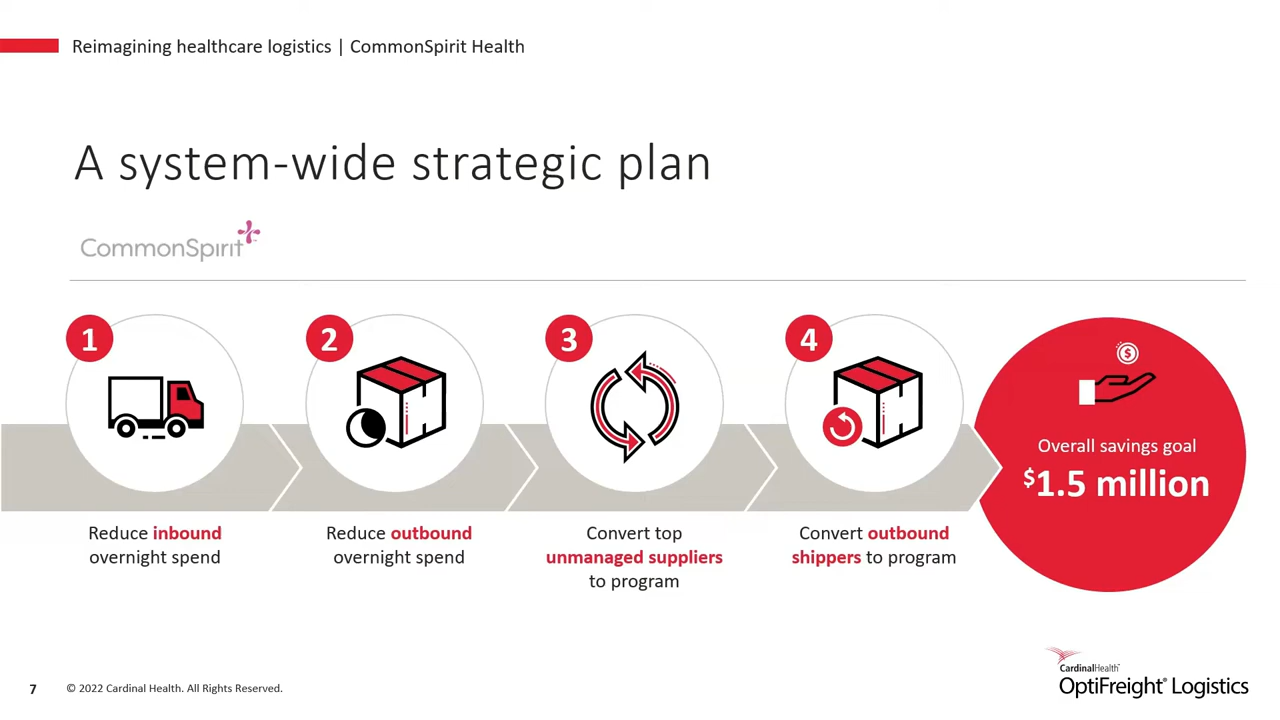 Reimagining healthcare logistics | CommonSpirit Health
A system-wide strategic plan
CommonSpirit
1
2
3
4
$
Overall savings goal
$1.5 million
Reduce inbound
overnight spend
Reduce outbound
overnight spend
Convert top
unmanaged suppliers
to program
Convert outbound
shippers to program
7
© 2022 Cardinal Health. All Rights Reserved.
CardinalHealth™
OptiFreight® Logistics